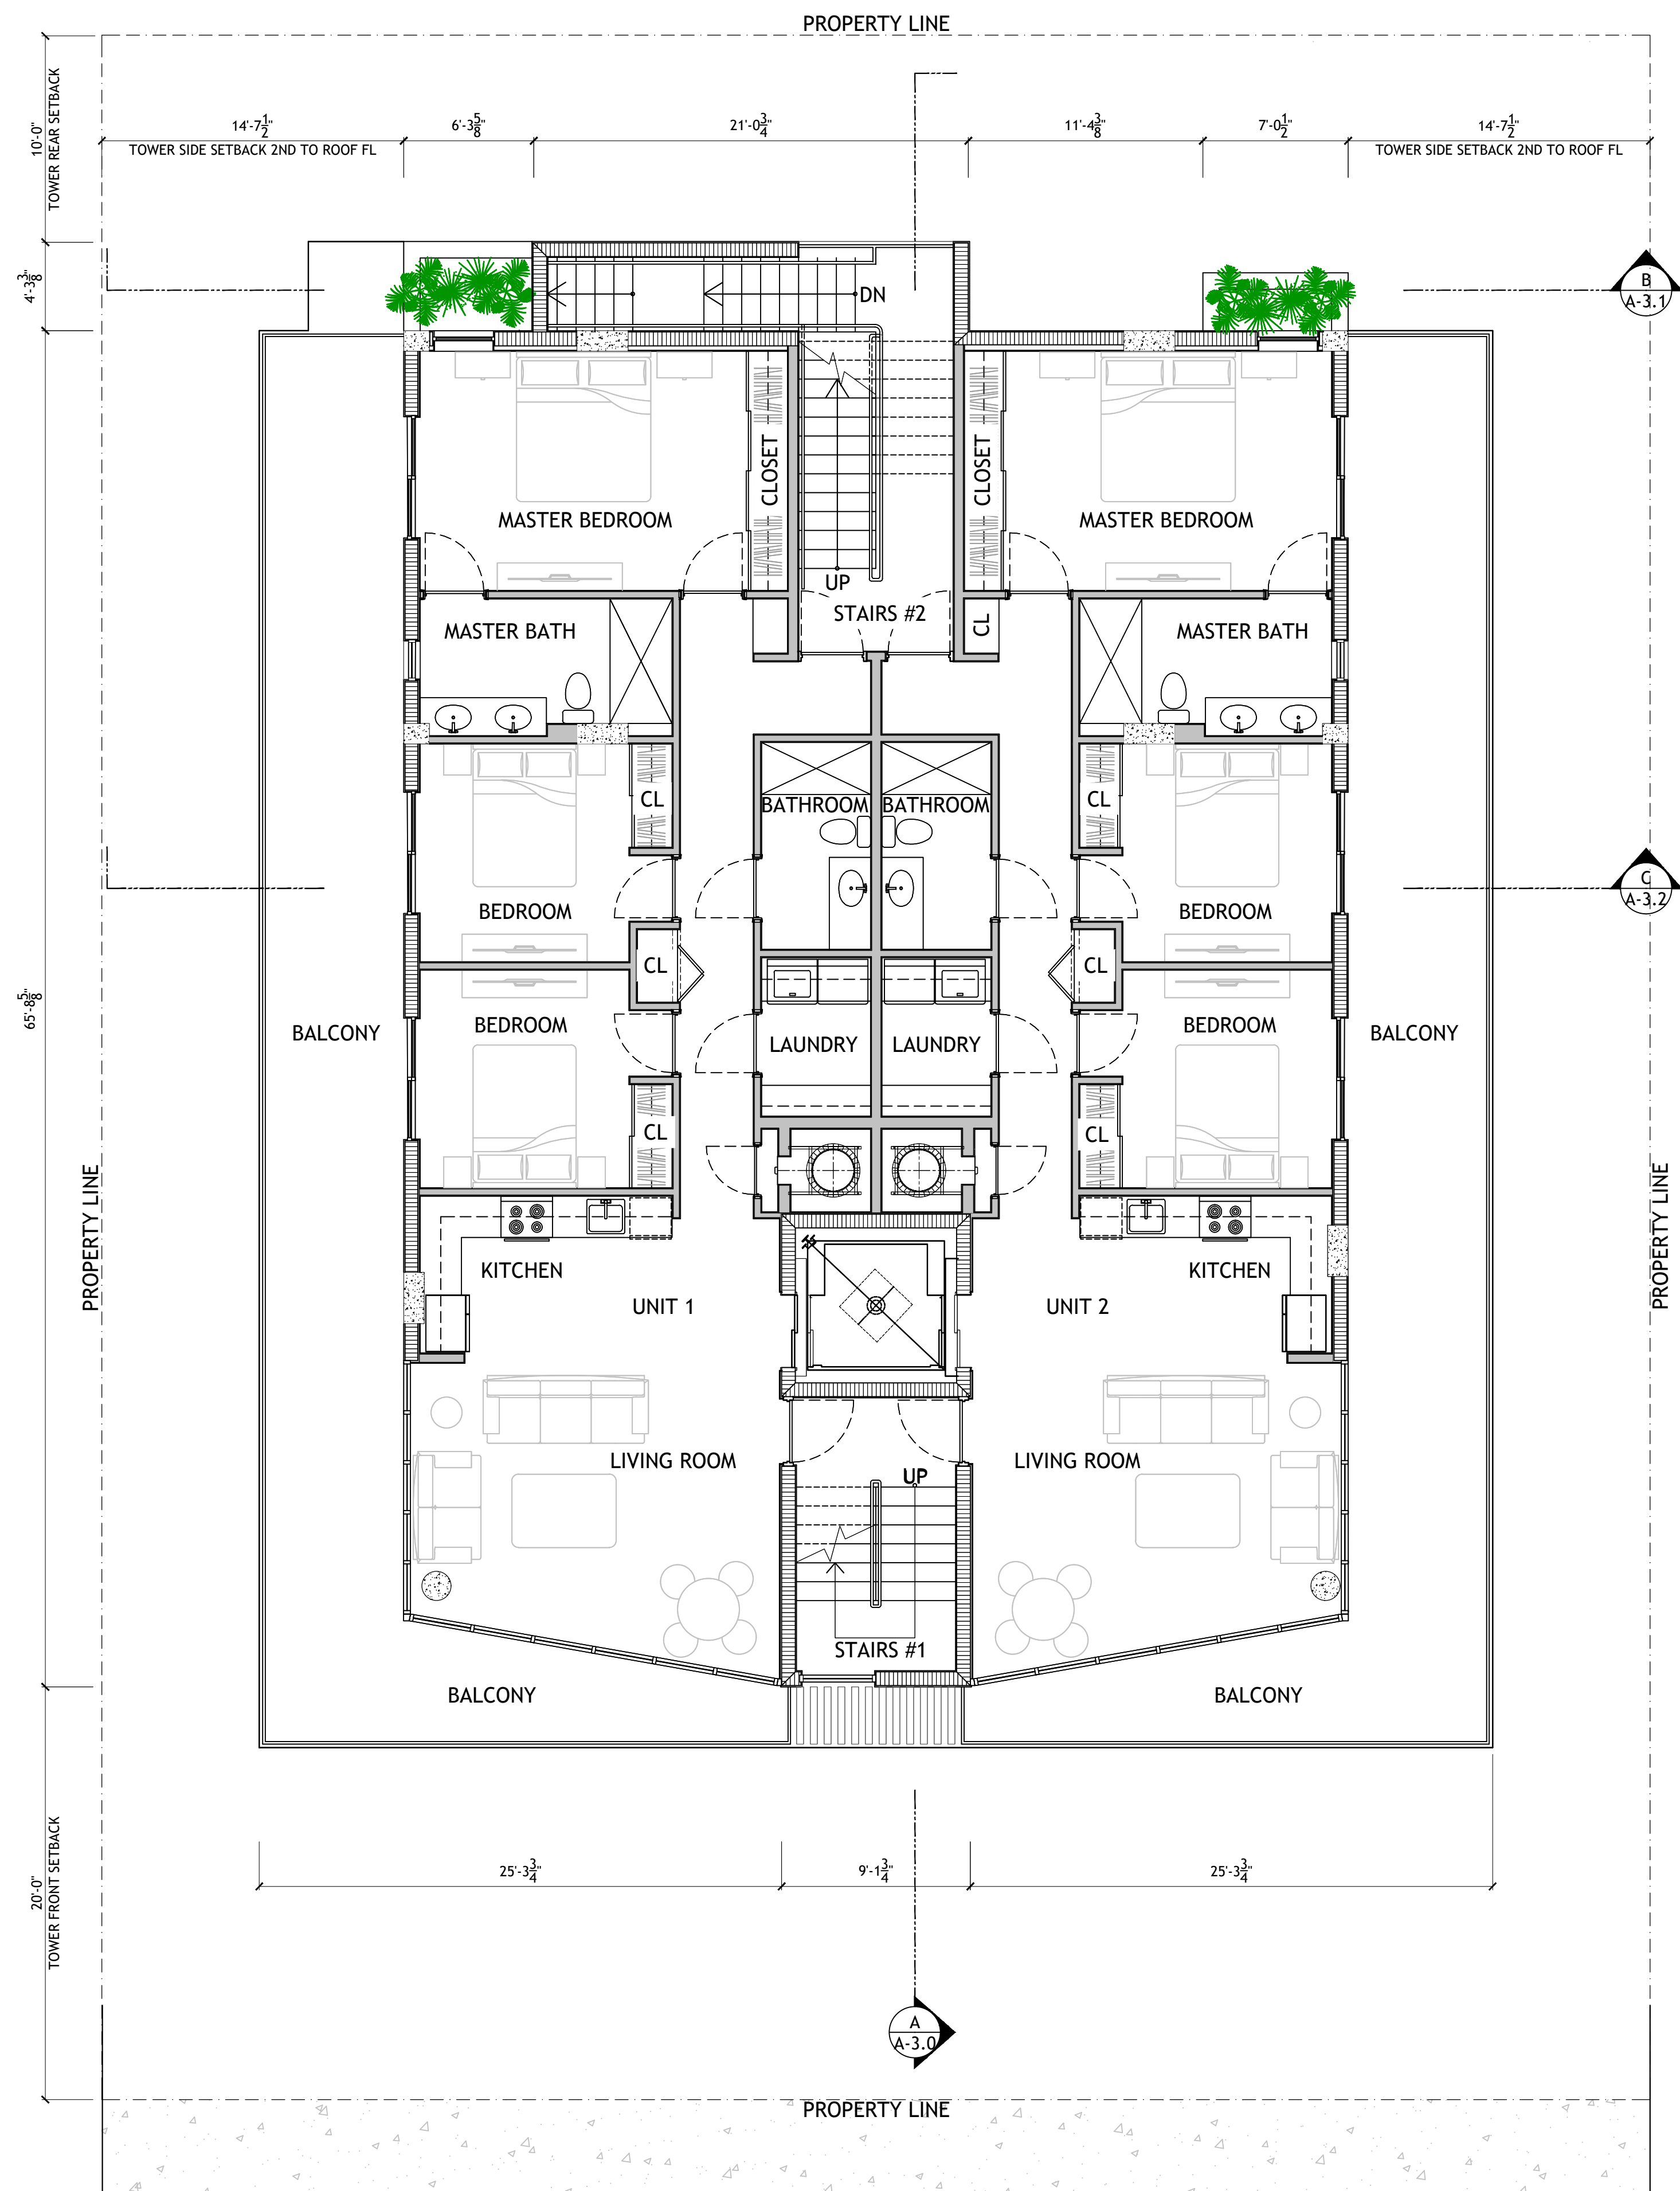 PROPERTY LINE
10'-0"
TOWER REAR SETBACK
14'-7 1/2"
6'-3 5/8"
21'-0 3/4"
11'-4 3/8"
7'-0 1/2"
14'-7 1/2"
TOWER SIDE SETBACK 2ND TO ROOF FL
TOWER SIDE SETBACK 2ND TO ROOF FL
4'-3 3/8"
B
A-3.1
DN
CLOSET
CLOSET
MASTER BEDROOM
MASTER BEDROOM
UP
STAIRS #2
CL
MASTER BATH
MASTER BATH
CL
CL
BATHROOM
BATHROOM
C
A-3.2
BEDROOM
BEDROOM
CL
CL
65'-8 5/8"
BALCONY
BEDROOM
BEDROOM
BALCONY
LAUNDRY
LAUNDRY
CL
CL
PROPERTY LINE
PROPERTY LINE
KITCHEN
KITCHEN
UNIT 1
UNIT 2
LIVING ROOM
LIVING ROOM
UP
STAIRS #1
BALCONY
BALCONY
25'-3 3/4"
9'-1 3/4"
25'-3 3/4"
20'-0"
TOWER FRONT SETBACK
A
A-3.0
PROPERTY LINE